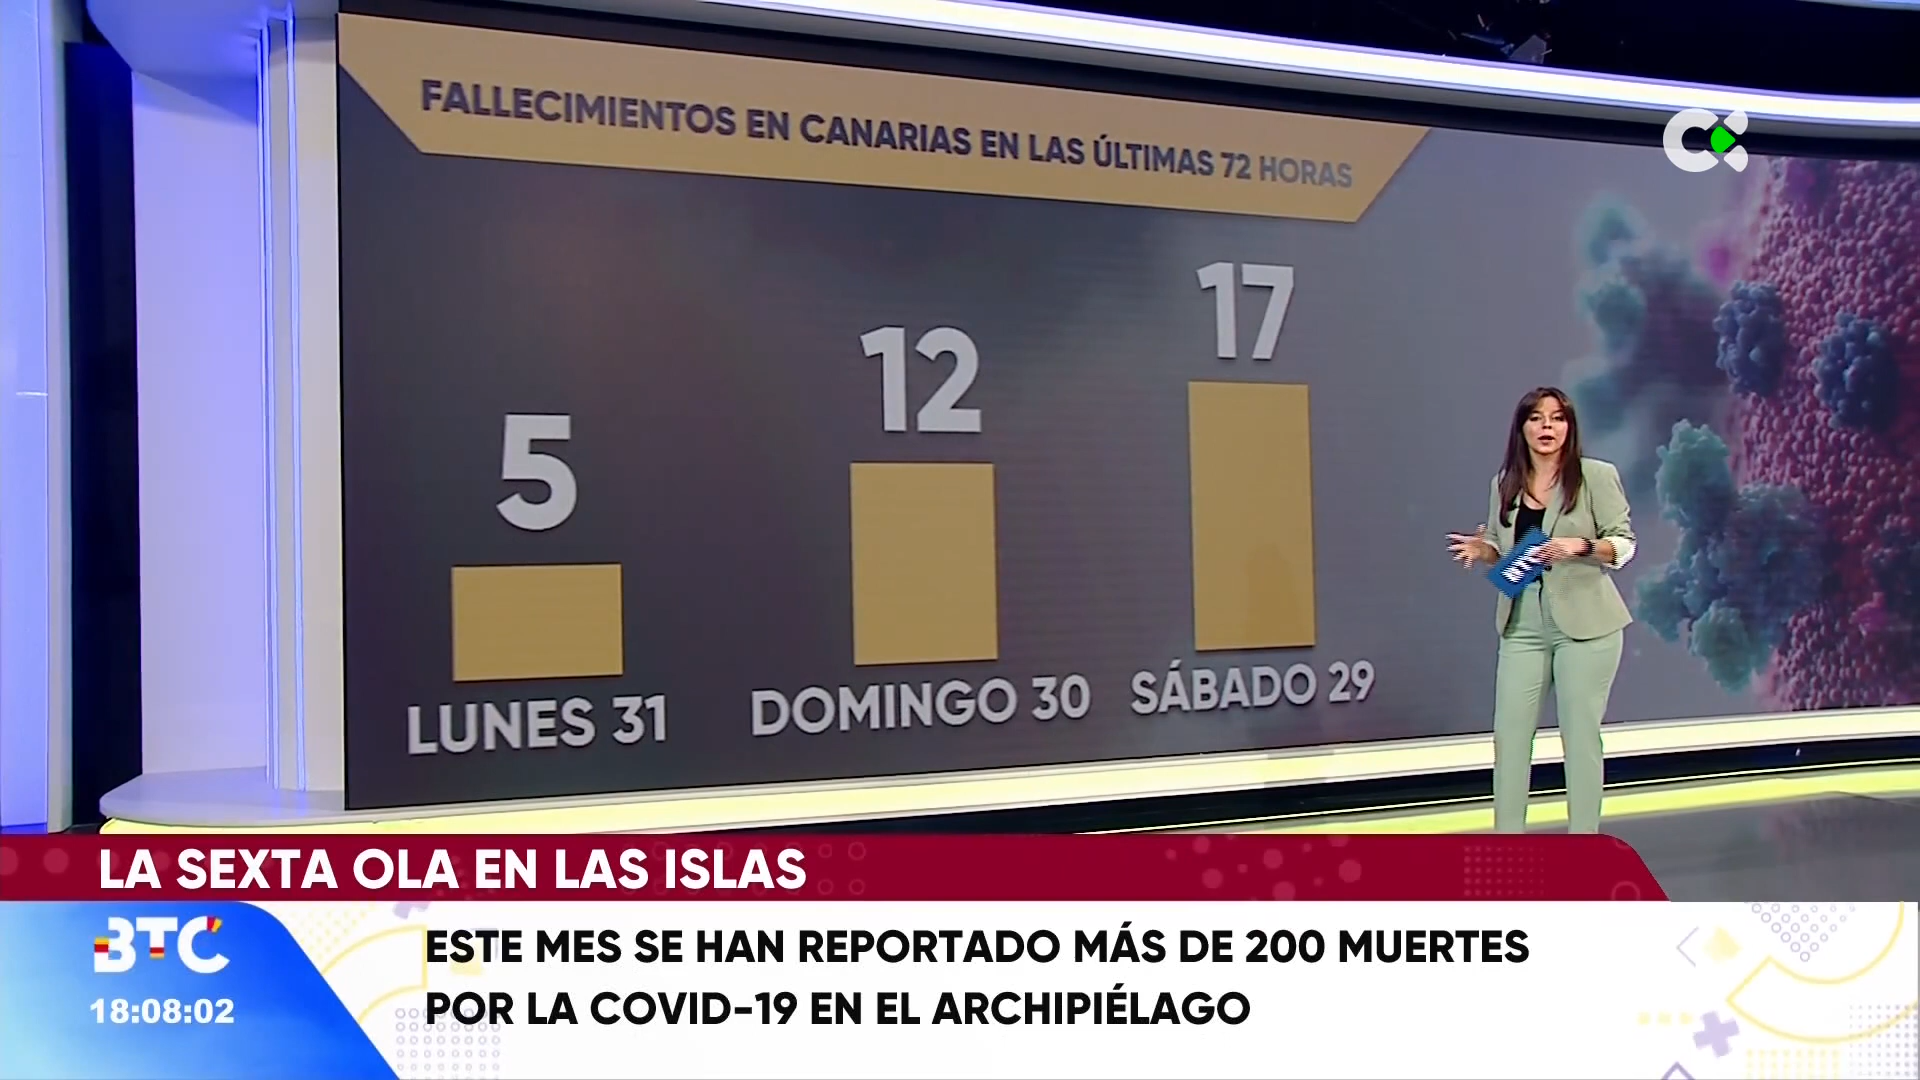 FALLECIMIENTOS EN CANARIAS EN LAS ÚLTIMAS 72 HORAS
5
12
17
LUNES 31
DOMINGO 30
SÁBADO 29
LA SEXTA OLA EN LAS ISLAS
BTC
18:08:02
ESTE MES SE HAN REPORTADO MÁS DE 200 MUERTES
POR LA COVID-19 EN EL ARCHIPIÉLAGO